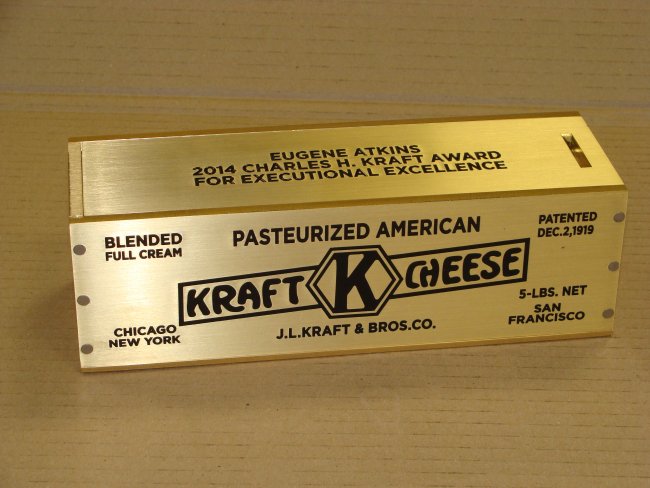 EUGENE ATKINS
2014 CHARLES H. KRAFT AWARD
FOR EXECUTIONAL EXCELLENCE
BLENDED
FULL CREAM
PASTEURIZED AMERICAN
PATENTED
DEC.2,1919
KRAFT K CHEESE
CHICAGO
NEW YORK
J.L.KRAFT & BROS.CO.
5-LBS. NET
SAN
FRANCISCO